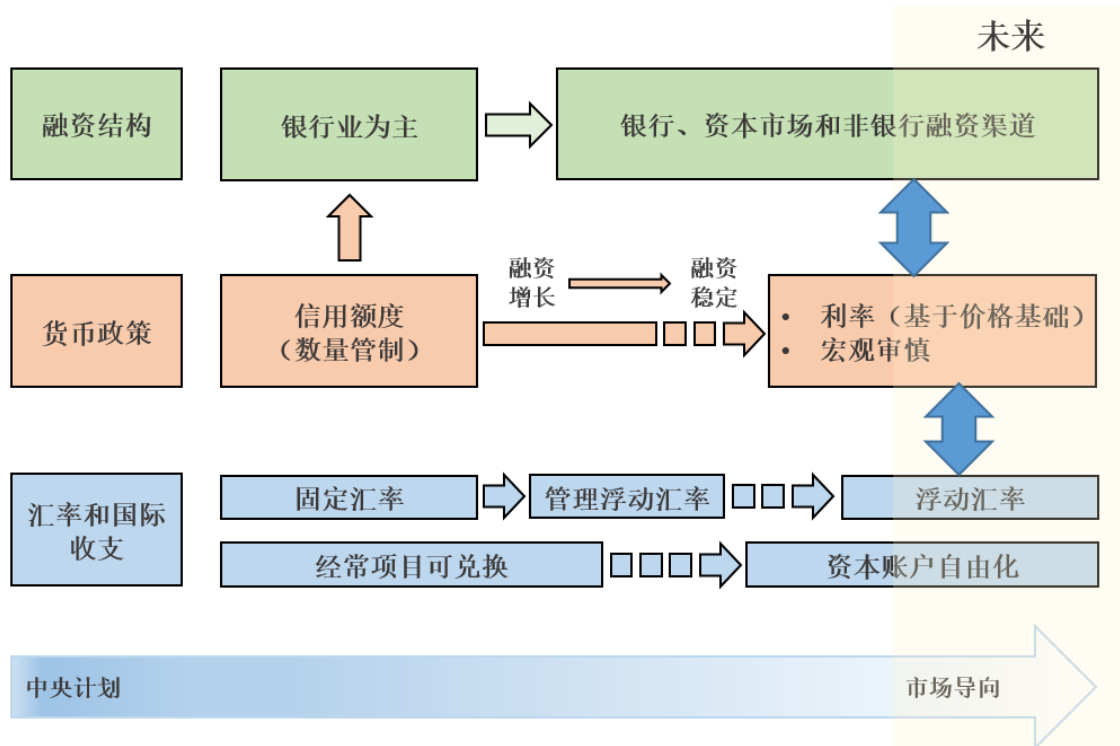 未来
融资结构
银行业为主
银行、资本市场和非银行融资渠道
融资
增长
融资
稳定
货币政策
信用额度
（数量管制）
• 利率（基于价格基础）
• 宏观审慎
汇率和国际
收支
固定汇率
管理浮动汇率
浮动汇率
经常项目可兑换
资本账户自由化
中央计划
市场导向